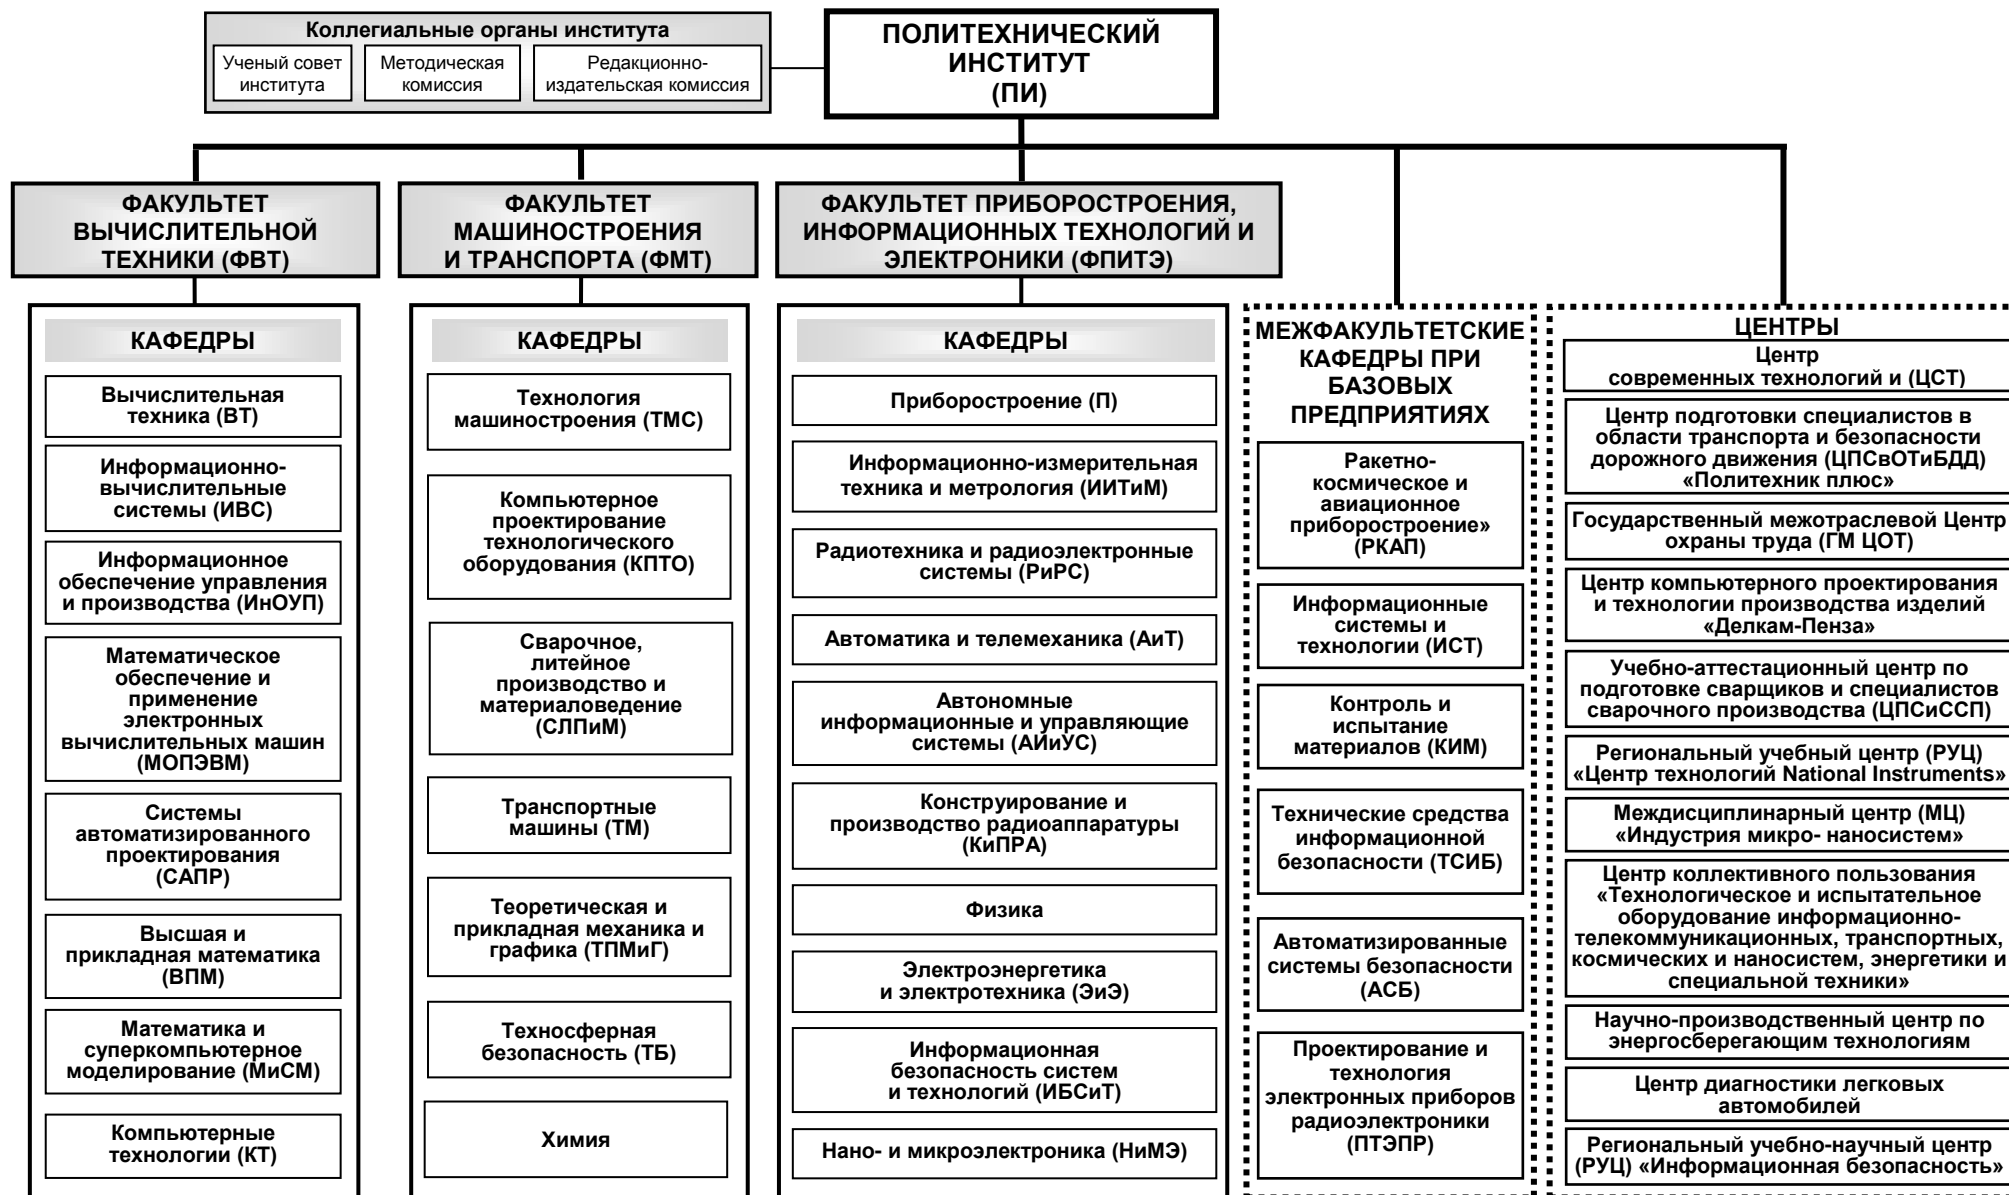 Коллегиальные органы института
Ученый совет
института
Методическая
комиссия
Редакционно-
издательская комиссия
ПОЛИТЕХНИЧЕСКИЙ
ИНСТИТУТ
(ПИ)
ФАКУЛЬТЕТ
ВЫЧИСЛИТЕЛЬНОЙ
ТЕХНИКИ (ФВТ)
КАФЕДРЫ
Вычислительная
техника (ВТ)
Информационно-
вычислительные
системы (ИВС)
Информационное
обеспечение управления
и производства (ИнОУП)
Математическое
обеспечение и
применение
электронных
вычислительных машин
(МОПЭВМ)
Системы
автоматизированного
проектирования
(САПР)
Высшая и
прикладная математика
(ВПМ)
Математика и
суперкомпьютерное
моделирование (МиСМ)
Компьютерные
технологии (КТ)
ФАКУЛЬТЕТ
МАШИНОСТРОЕНИЯ
И ТРАНСПОРТА (ФМТ)
КАФЕДРЫ
Технология
машиностроения (ТМС)
Компьютерное
проектирование
технологического
оборудования (КПТО)
Сварочное,
литейное
производство и
материаловедение
(СЛПиМ)
Транспортные
машины (ТМ)
Теоретическая и
прикладная механика и
графика (ТПМиГ)
Техносферная
безопасность (ТБ)
Химия
ФАКУЛЬТЕТ ПРИБОРОСТРОЕНИЯ,
ИНФОРМАЦИОННЫХ ТЕХНОЛОГИЙ И
ЭЛЕКТРОНИКИ (ФПИТЭ)
КАФЕДРЫ
Приборостроение (П)
Информационно-измерительная
техника и метрология (ИИТиМ)
Радиотехника и радиоэлектронные
системы (РиРС)
Автоматика и телемеханика (АиТ)
Автономные
информационные и управляющие
системы (АИиУС)
Конструирование и
производство радиоаппаратуры
(КиПРА)
Физика
Электроэнергетика
и электротехника (ЭиЭ)
Информационная
безопасность систем
и технологий (ИБСиТ)
Нано- и микроэлектроника (НиМЭ)
МЕЖФАКУЛЬТЕТСКИЕ
КАФЕДРЫ ПРИ
БАЗОВЫХ
ПРЕДПРИЯТИЯХ
Ракетно-
космическое и
авиационное
приборостроение»
(РКАП)
Информационные
системы и
технологии (ИСТ)
Контроль и
испытание
материалов (КИМ)
Технические средства
информационной
безопасности (ТСИБ)
Автоматизированные
системы безопасности
(АСБ)
Проектирование и
технология
электронных приборов
радиоэлектроники
(ПТЭПР)
ЦЕНТРЫ
Центр
современных технологий и (ЦСТ)
Центр подготовки специалистов в
области транспорта и безопасности
дорожного движения (ЦПСвОТиБДД)
«Политехник плюс»
Государственный межотраслевой Центр
охраны труда (ГМ ЦОТ)
Центр компьютерного проектирования
и технологии производства изделий
«Делкам-Пенза»
Учебно-аттестационный центр по
подготовке сварщиков и специалистов
сварочного производства (ЦПСиССП)
Региональный учебный центр (РУЦ)
«Центр технологий National Instruments»
Междисциплинарный центр (МЦ)
«Индустрия микро- наносистем»
Центр коллективного пользования
«Технологическое и испытательное
оборудование информационно-
телекоммуникационных, транспортных,
космических и наносистем, энергетики и
специальной техники»
Научно-производственный центр по
энергосберегающим технологиям
Центр диагностики легковых
автомобилей
Региональный учебно-научный центр
(РУЦ) «Информационная безопасность»